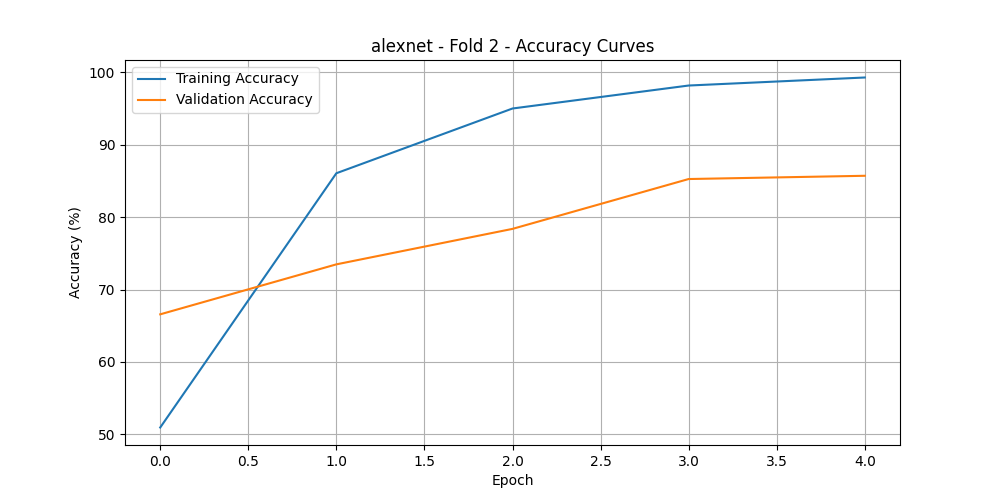 alexnet - Fold 2 - Accuracy Curves
Training Accuracy
Validation Accuracy
Accuracy (%)
100
90
80
70
60
50
0.0 0.5 1.0 1.5 2.0 2.5 3.0 3.5 4.0
Epoch